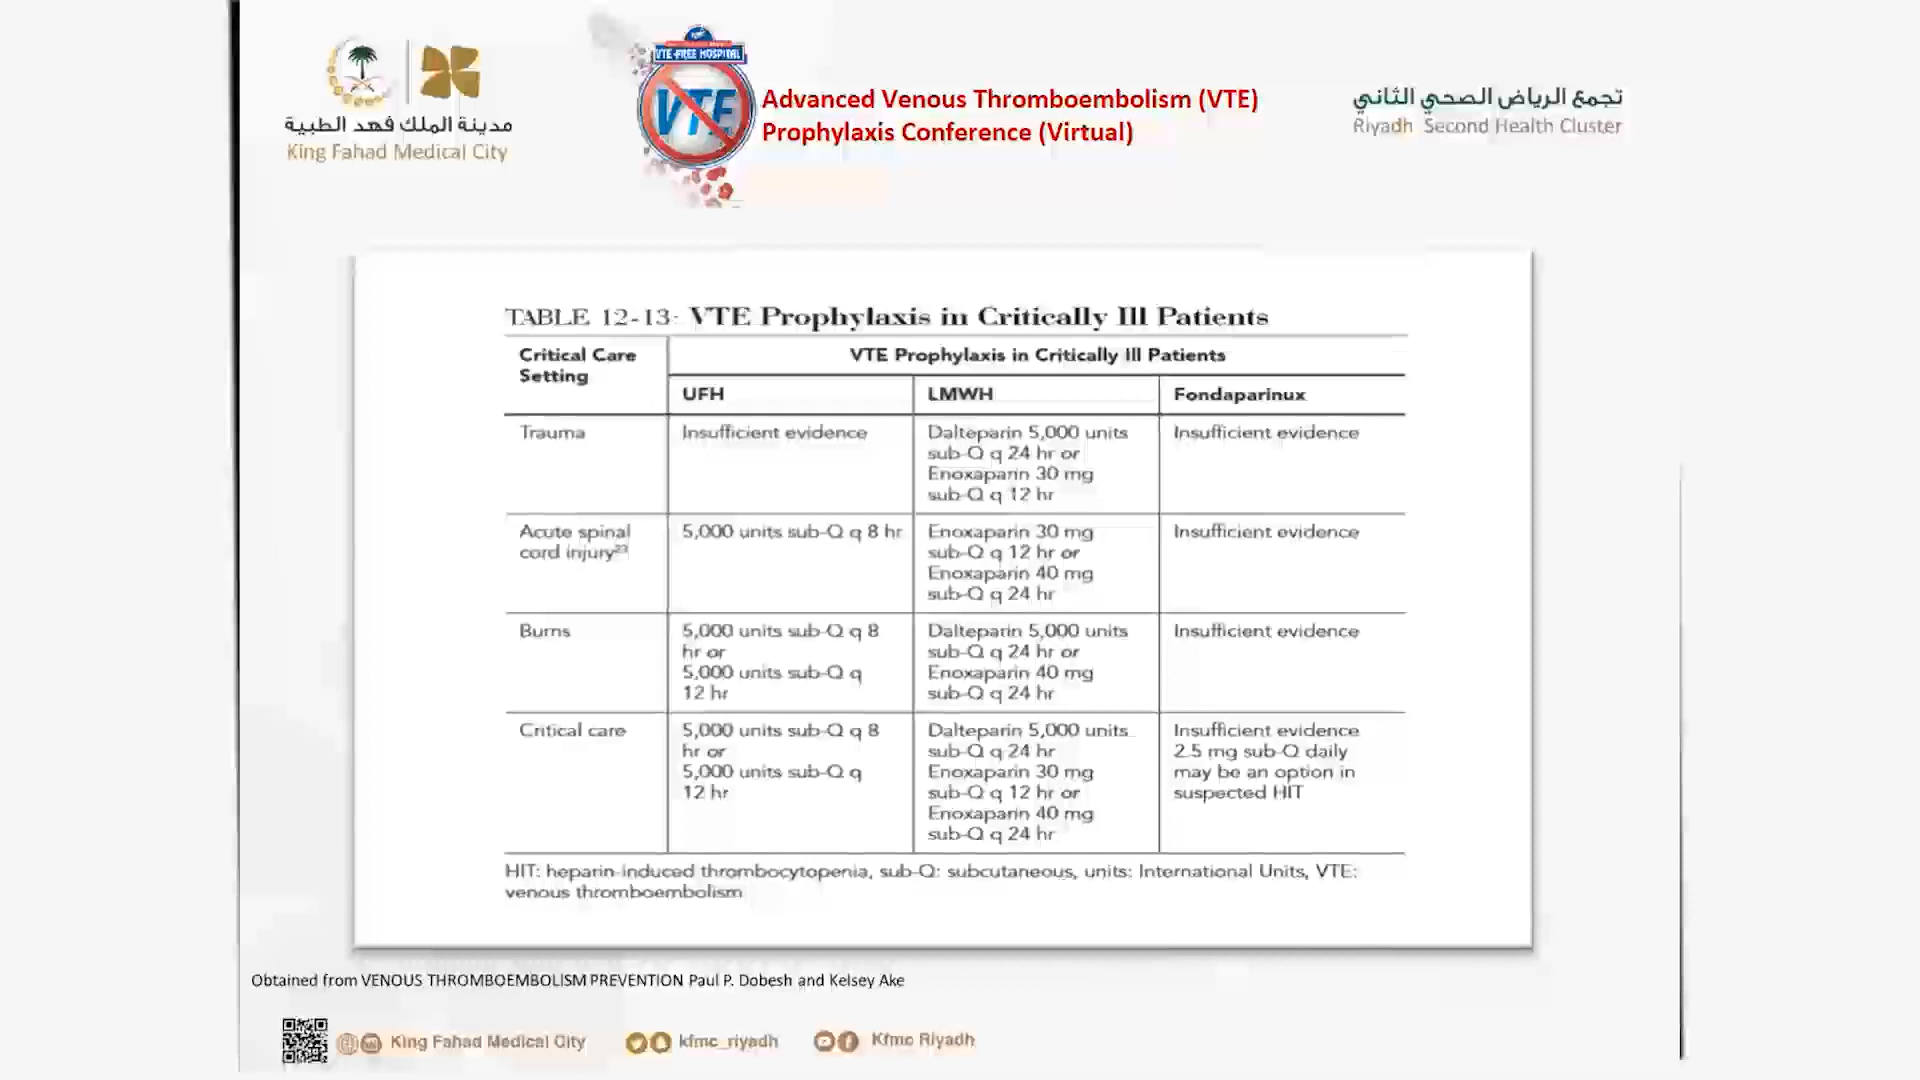 مدينة الملك فهد الطبية
King Fahad Medical City
VTE-FREE HOSPITAL
VTE
Advanced Venous Thromboembolism (VTE)
Prophylaxis Conference (Virtual)
تجمع الرياض الصحي الثاني
Riyadh Second Health Cluster
TABLE 12-13· VTE Prophylaxis in Critically Ill Patients
Critical Care
Setting
VTE Prophylaxis in Critically Ill Patients
UFH
LMWH
Fondaparinux
Trauma
Insufficient evidence
Dalteparin 5,000 units
sub-Q q 24 hr or
Enoxaparin 30 mg
sub-Q q 12 hr
Insufficient evidence
Acute spinal
cord injury²³
5,000 units sub-Q q 8 hr
Enoxaparin 30 mg
sub-Q q 12 hr or
Enoxaparin 40 mg
sub-Q q 24 hr
Insufficient evidence
Burns
5,000 units sub-Q q 8
hr or
5,000 units sub-Q q
12 hr
Dalteparin 5,000 units
sub-Q q 24 hr or
Enoxaparin 40 mg
sub-Q q 24 hr
Insufficient evidence
Critical care
5,000 units sub-Q q 8
hr or
5,000 units sub-Q q
12 hr
Dalteparin 5,000 units
sub-Q q 24 hr
Enoxaparin 30 mg
sub-Q q 12 hr or
Enoxaparin 40 mg
sub-Q q 24 hr
Insufficient evidence
2.5 mg sub-Q daily
may be an option in
suspected HIT
HIT: heparin-induced thrombocytopenia, sub-Q: subcutaneous, units: International Units, VTE:
venous thromboembolism
Obtained from VENOUS THROMBOEMBOLISM PREVENTION Paul P. Dobesh and Kelsey Ake
King Fahad Medical City
kfmc_riyadh
Kfmc Riyadh